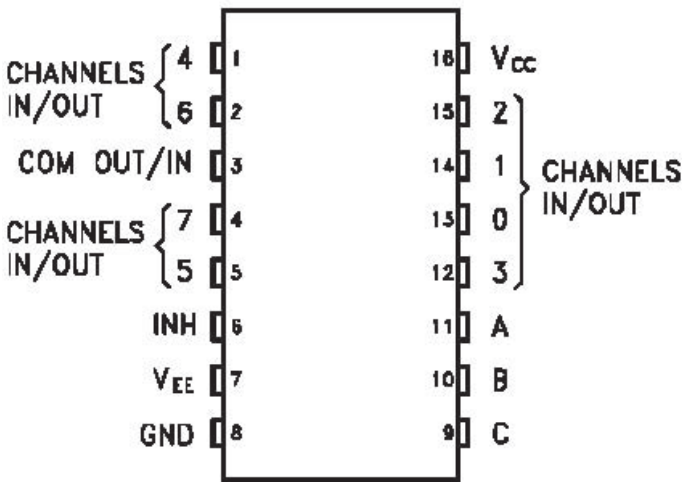 CHANNELS IN/OUT
4 1
6 2
COM OUT/IN 3
CHANNELS IN/OUT
7 4
5 5
INH 6
VEE 7
GND 8
16 VCC
15 2
14 1
13 0
12 3
CHANNELS IN/OUT
11 A
10 B
9 C